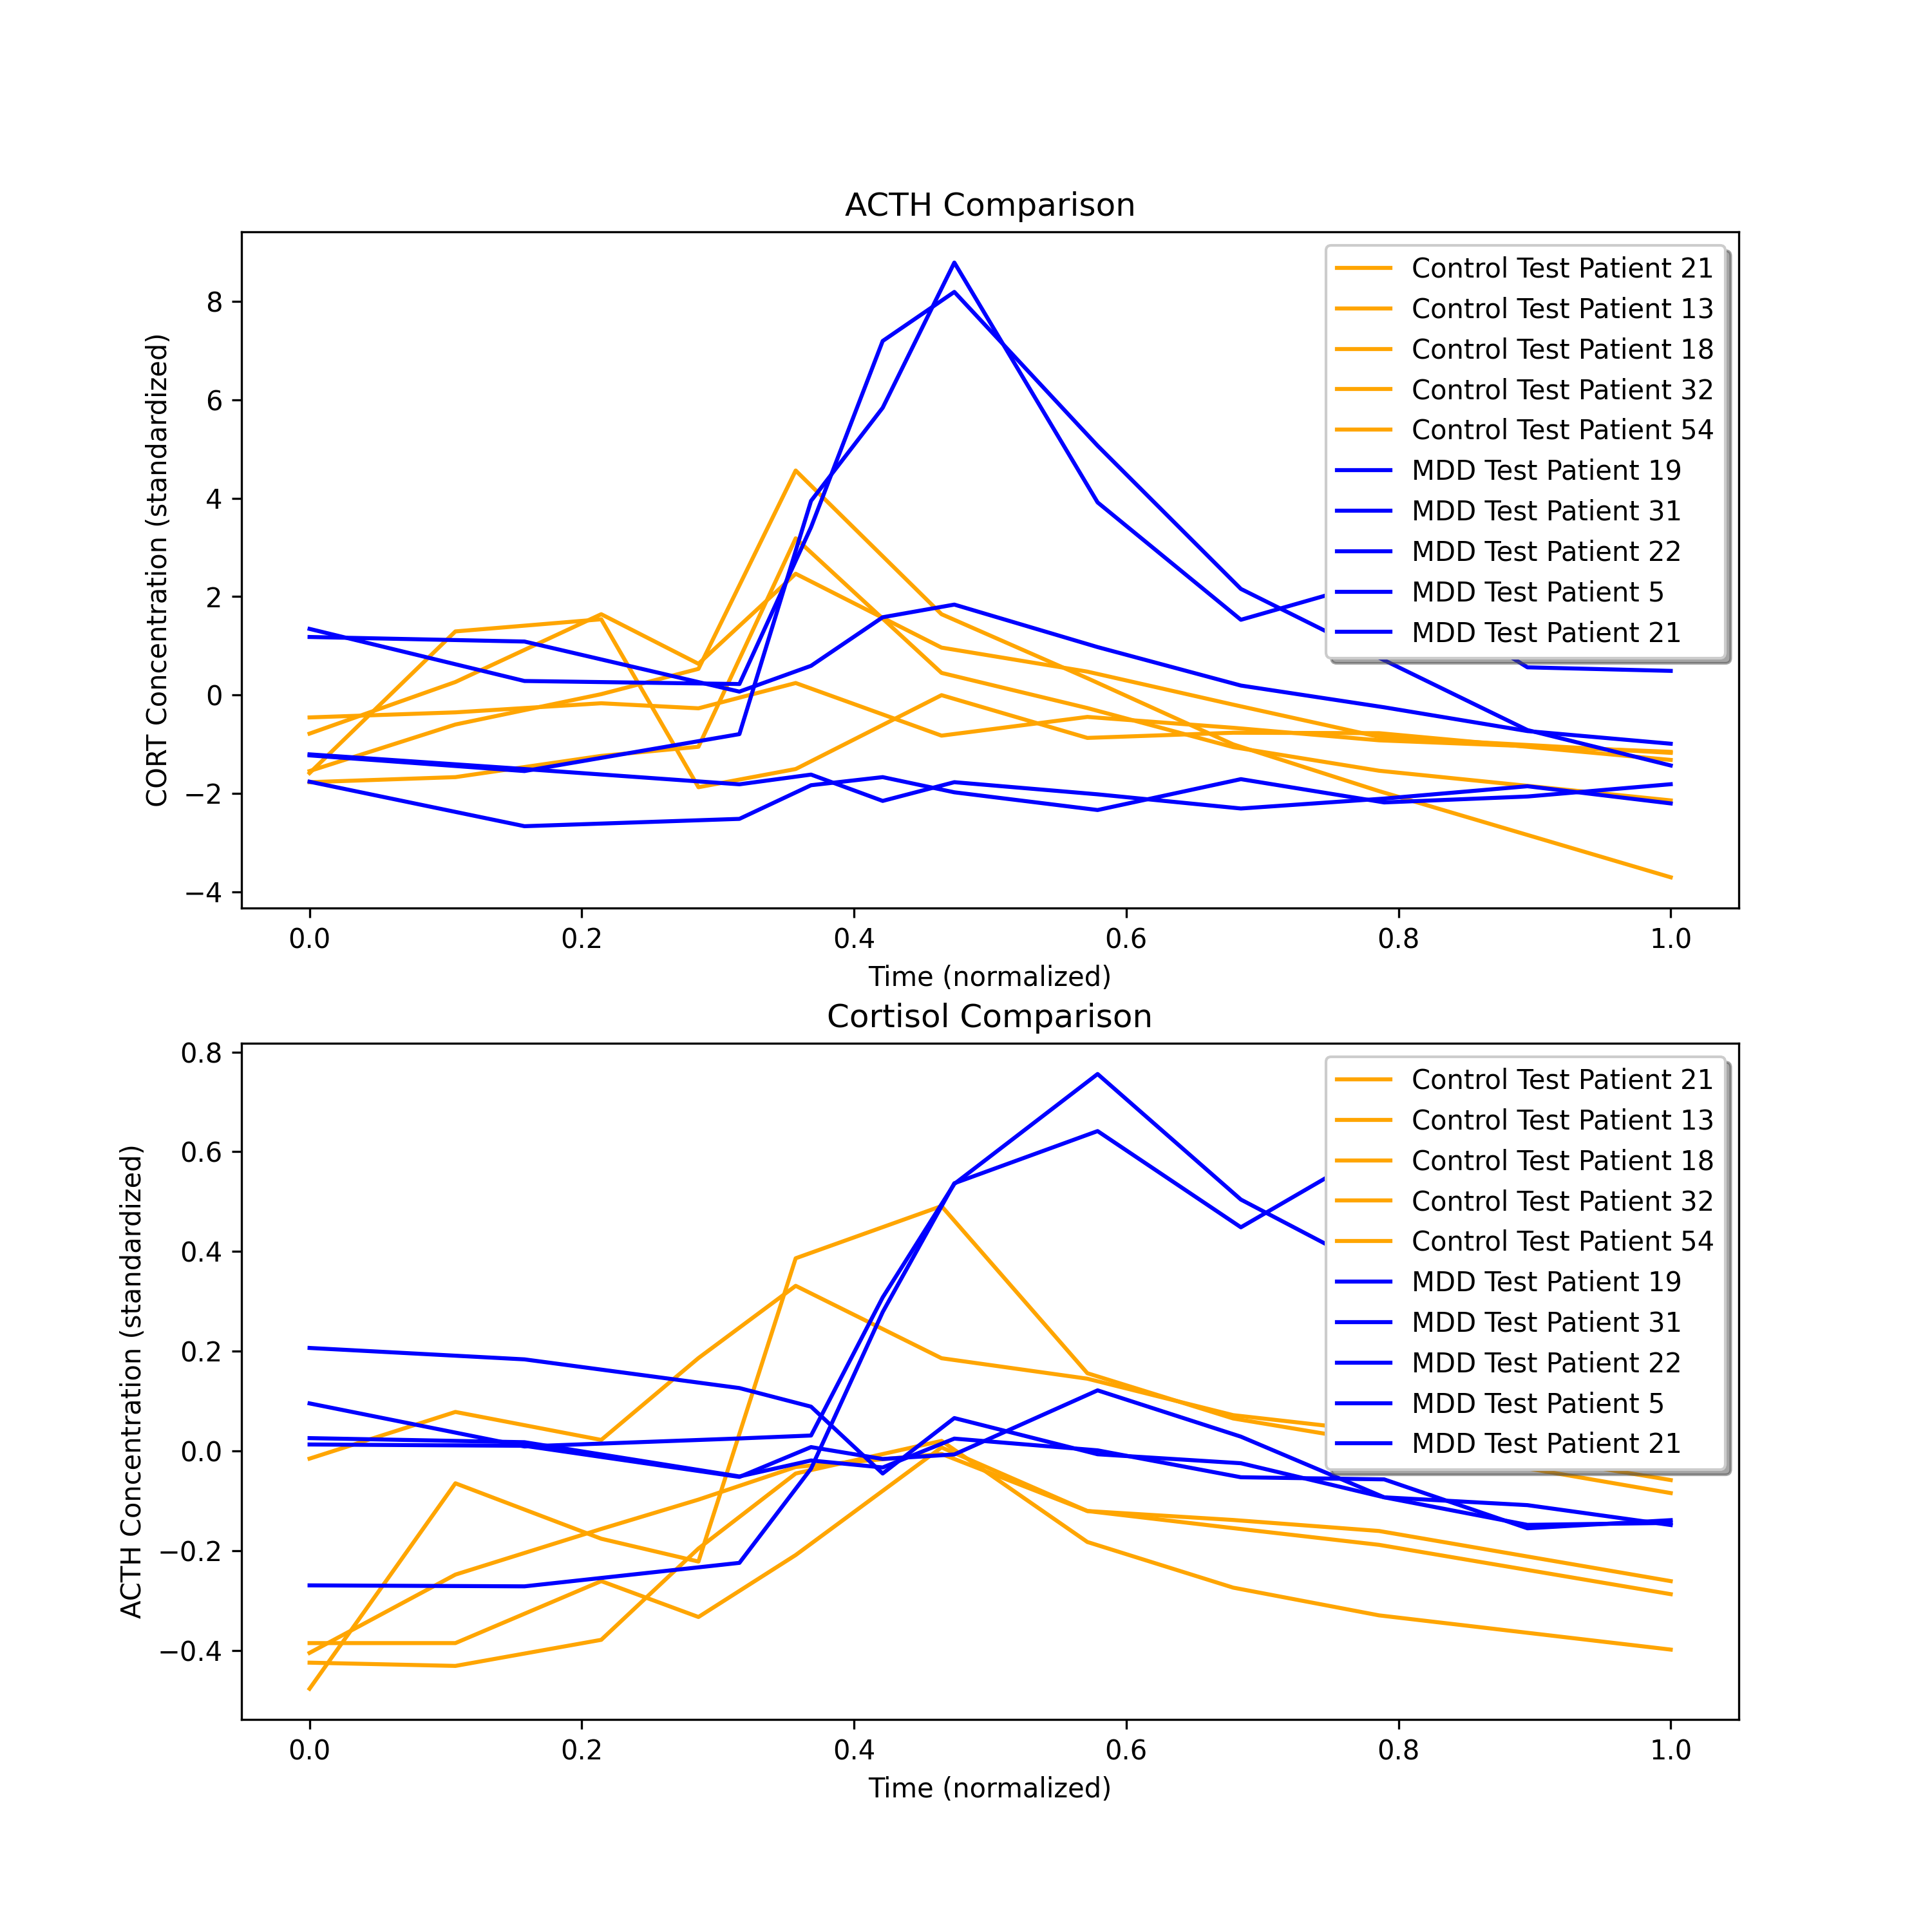 ACTH Comparison
CORT Concentration (standardized)
8
6
4
2
0
−2
−4
Control Test Patient 21
Control Test Patient 13
Control Test Patient 18
Control Test Patient 32
Control Test Patient 54
MDD Test Patient 19
MDD Test Patient 31
MDD Test Patient 22
MDD Test Patient 5
MDD Test Patient 21
0.0 0.2 0.4 0.6 0.8 1.0
Time (normalized)
Cortisol Comparison
ACTH Concentration (standardized)
0.8
0.6
0.4
0.2
0.0
−0.2
−0.4
Control Test Patient 21
Control Test Patient 13
Control Test Patient 18
Control Test Patient 32
Control Test Patient 54
MDD Test Patient 19
MDD Test Patient 31
MDD Test Patient 22
MDD Test Patient 5
MDD Test Patient 21
0.0 0.2 0.4 0.6 0.8 1.0
Time (normalized)